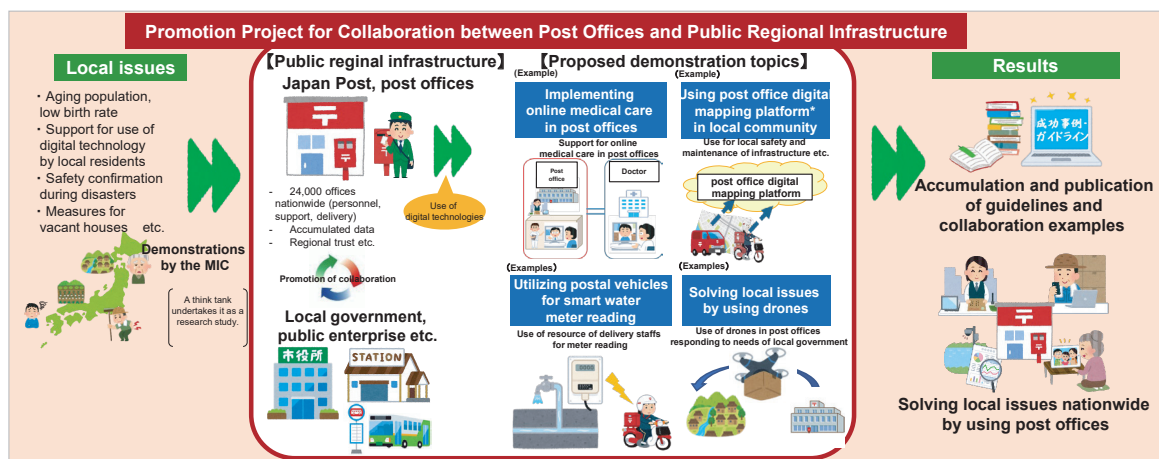 Promotion Project for Collaboration between Post Offices and Public Regional Infrastructure
Local issues
・Aging population,
low birth rate
・Support for use of
digital technology
by local residents
・Safety confirmation
during disasters
・Measures for
vacant houses etc.
Demonstrations
by the MIC
A think tank
undertakes it as a
research study.
【Public reginal infrastructure】
Japan Post, post offices
- 24,000 offices
nationwide (personnel,
support, delivery)
- Accumulated data
- Regional trust etc.
Use of
digital technologies
Promotion of collaboration
Local government,
public enterprise etc.
市役所
STATION
【Proposed demonstration topics】
(Example)
Implementing
online medical care
in post offices
Support for online
medical care in post offices
Post
office
Doctor
(Example)
Using post office digital
mapping platform*
in local community
Use for local safety and
maintenance of infrastructure etc.
post office digital
mapping platform
(Examples)
Utilizing postal vehicles
for smart water
meter reading
Use of resource of delivery staffs
for meter reading
(Examples)
Solving local issues
by using drones
Use of drones in post offices
responding to needs of local government
Results
成功事例・
ガイドライン
Accumulation and publication
of guidelines and
collaboration examples
Solving local issues nationwide
by using post offices